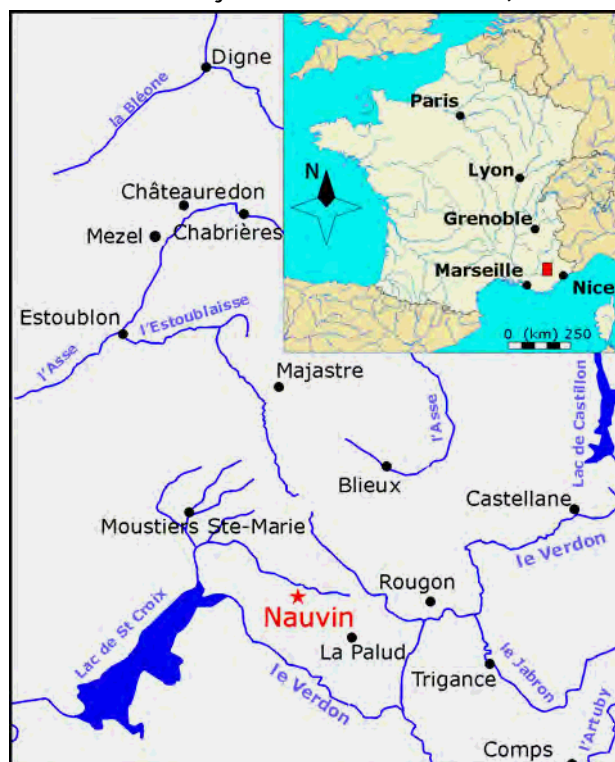 Digne
la Bléone
Paris
Lyon
N
Grenoble
Châteauredon
Chabrières
Mezel
Marseille
Nice
0 (km) 250
Estoublon
l'Estoublaisse
l'Asse
Majastre
l'Asse
Lac de Castillon
Blieux
Castellane
Moustiers Ste-Marie
le Verdon
Rougon
Nauvin
Lac de St Croix
La Palud
le Verdon
le Jabron
Trigance
l'Artuby
Comps